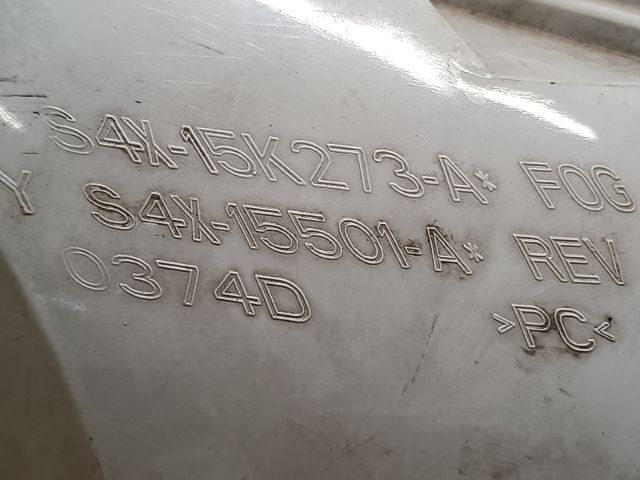 S4X-15K273-A* FOG
S4X-15501-A* REV
0374D >PC<
Y